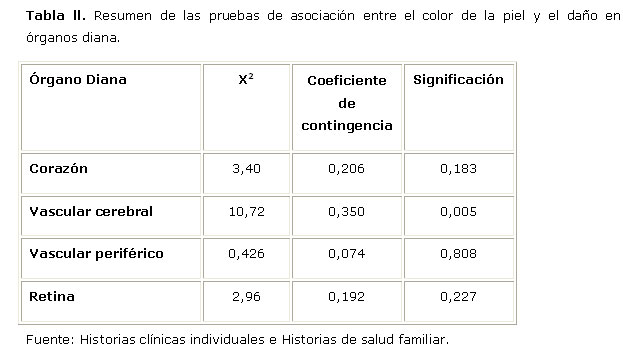 Tabla II. Resumen de las pruebas de asociación entre el color de la piel y el daño en
órganos diana.
Órgano Diana X² Coeficiente de contingencia Significación
Corazón 3,40 0,206 0,183
Vascular cerebral 10,72 0,350 0,005
Vascular periférico 0,426 0,074 0,808
Retina 2,96 0,192 0,227
Fuente: Historias clínicas individuales e Historias de salud familiar.